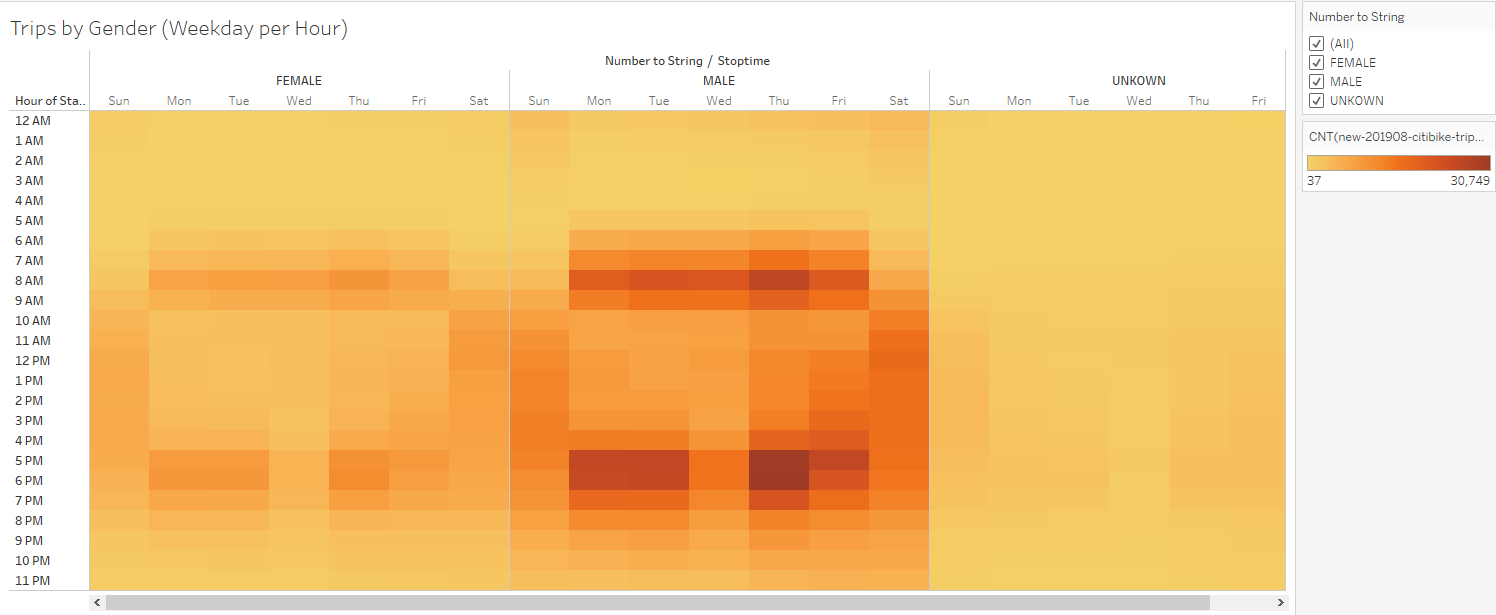 Trips by Gender (Weekday per Hour)
Number to String / Stoptime
FEMALE MALE UNKOWN
Hour of Sta.. Sun Mon Tue Wed Thu Fri Sat Sun Mon Tue Wed Thu Fri Sat Sun Mon Tue Wed Thu Fri
12 AM
1 AM
2 AM
3 AM
4 AM
5 AM
6 AM
7 AM
8 AM
9 AM
10 AM
11 AM
12 PM
1 PM
2 PM
3 PM
4 PM
5 PM
6 PM
7 PM
8 PM
9 PM
10 PM
11 PM
Number to String
(All)
FEMALE
MALE
UNKOWN
CNT(new-201908-citibike-trip...
37 30,749